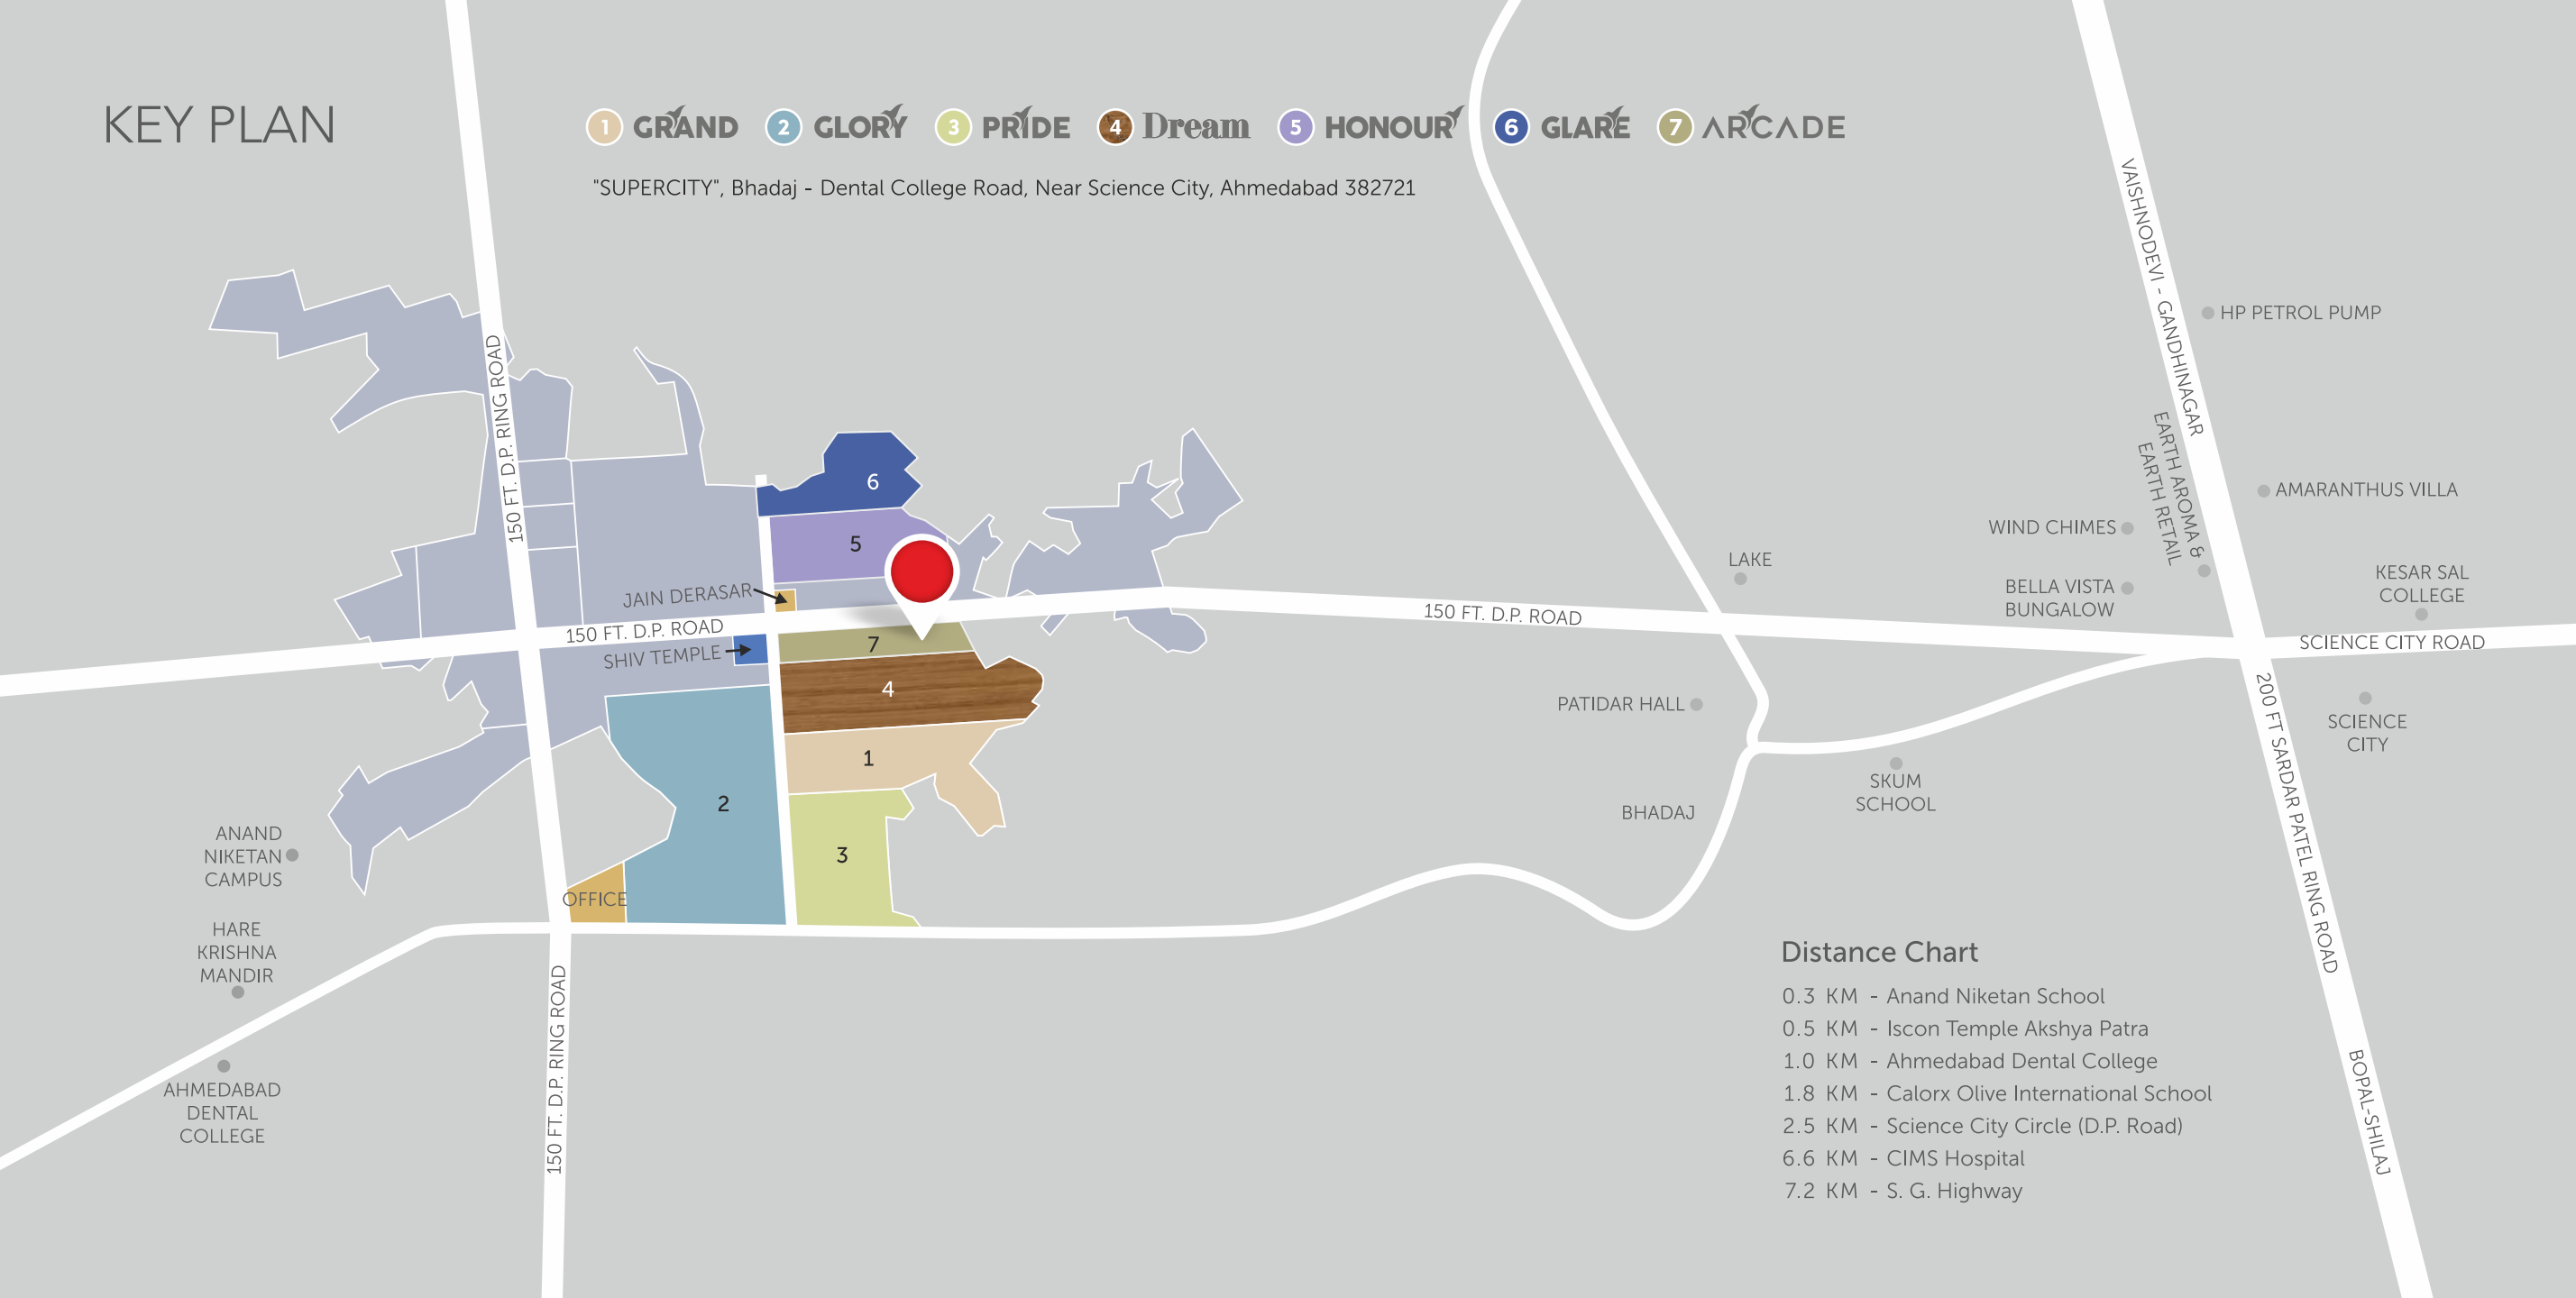 KEY PLAN
1 GRAND 2 GLORY 3 PRIDE 4 Dream 5 HONOUR 6 GLARE 7 ARCADE
"SUPERCITY", Bhadaj - Dental College Road, Near Science City, Ahmedabad 382721
150 FT. D.P. RING ROAD
6
5
JAIN DERASAR
150 FT. D.P. ROAD
SHIV TEMPLE
7
4
1
2
3
OFFICE
ANAND
NIKETAN
CAMPUS
HARE
KRISHNA
MANDIR
AHMEDABAD
DENTAL
COLLEGE
150 FT. D.P. RING ROAD
150 FT. D.P. ROAD
LAKE
PATIDAR HALL
BHADAJ
SKUM
SCHOOL
VAISHNODEVI - GANDHINAGAR
HP PETROL PUMP
EARTH AROMA &
EARTH RETAIL
AMARANTHUS VILLA
WIND CHIMES
BELLA VISTA
BUNGALOW
KESAR SAL
COLLEGE
SCIENCE CITY ROAD
SCIENCE
CITY
200 FT SARDAR PATEL RING ROAD
BOPAL-SHILAJ
Distance Chart
0.3 KM - Anand Niketan School
0.5 KM - Iscon Temple Akshya Patra
1.0 KM - Ahmedabad Dental College
1.8 KM - Calorx Olive International School
2.5 KM - Science City Circle (D.P. Road)
6.6 KM - CIMS Hospital
7.2 KM - S. G. Highway